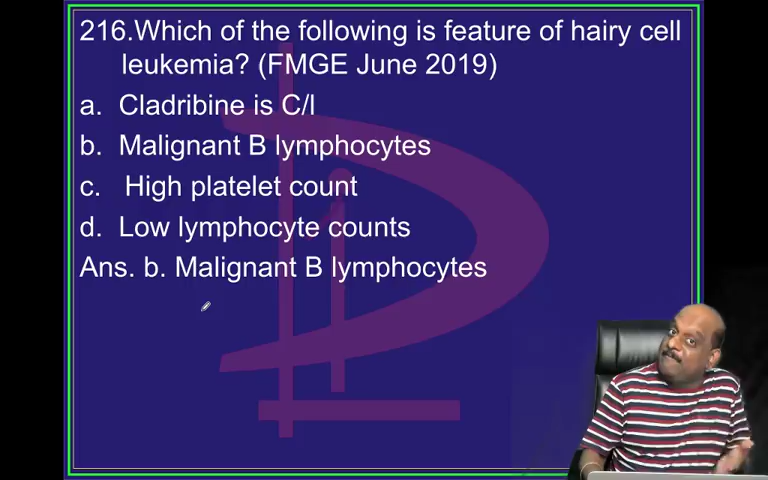 216.Which of the following is feature of hairy cell
leukemia? (FMGE June 2019)
a. Cladribine is C/I
b. Malignant B lymphocytes
c. High platelet count
d. Low lymphocyte counts
Ans. b. Malignant B lymphocytes